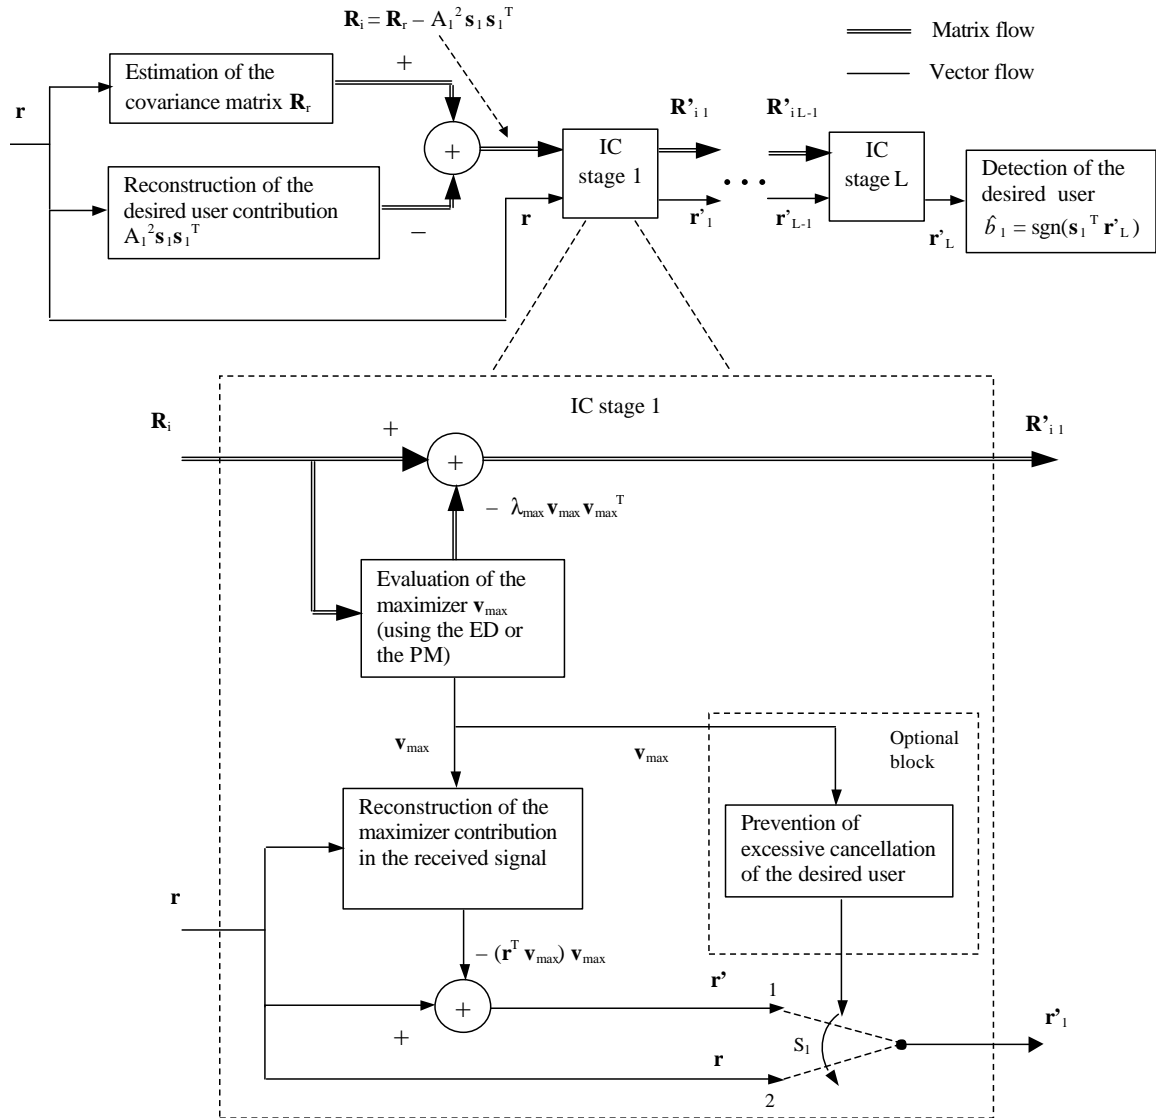 R_i = R_r – A_1^2 s_1 s_1^T
Matrix flow
Vector flow
+
Estimation of the
covariance matrix R_r
r
+
R'_i 1
R'_i L-1
IC
stage 1
IC
stage L
Detection of the
desired user
b̂_1 = sgn(s_1^T r'_L)
Reconstruction of the
desired user contribution
A_1^2 s_1 s_1^T
–
r
r'_1
• • •
r'_L-1
r'_L
IC stage 1
R_i
+
+
R'_i 1
– λ_max v_max v_max^T
Evaluation of the
maximizer v_max
(using the ED or
the PM)
v_max
v_max
Optional
block
Reconstruction of the
maximizer contribution
in the received signal
Prevention of
excessive cancellation
of the desired user
r
– (r^T v_max) v_max
r'
1
+
+
r
S_1
2
r'_1